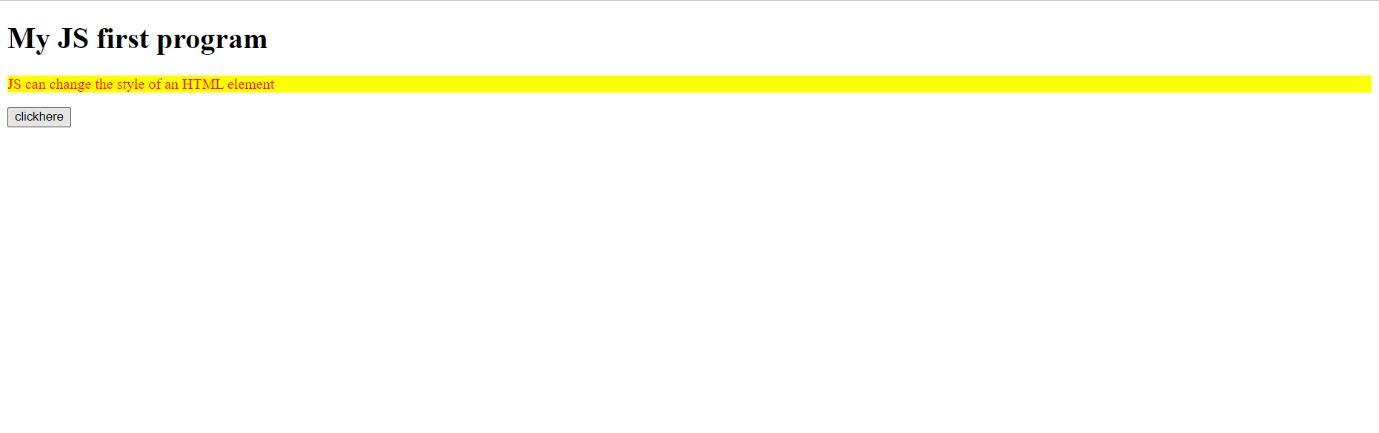 My JS first program
JS can change the style of an HTML element
clickhere